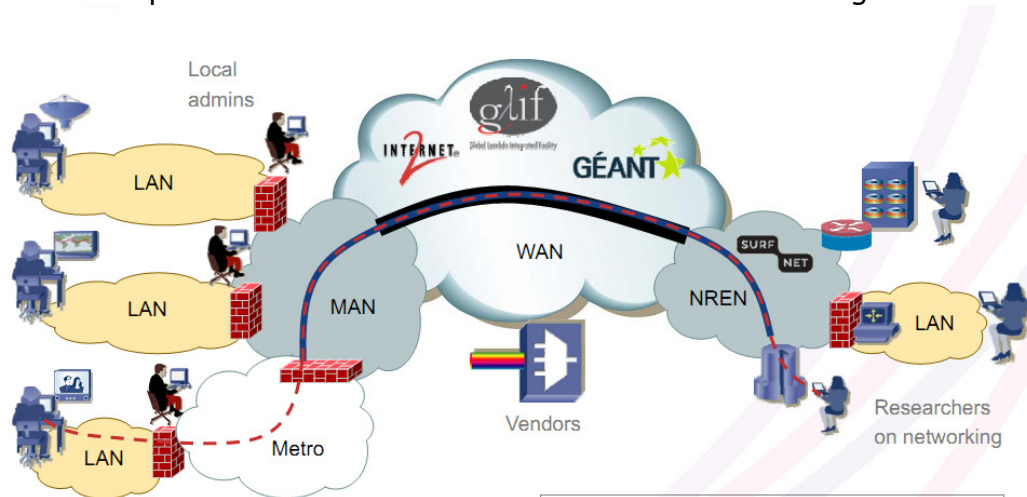 Local
admins
glif
Global Lambda Integrated Facility
INTERNET
2
GÉANT
LAN
WAN
SURF
NET
LAN
MAN
NREN
LAN
Vendors
Researchers
on networking
Metro
LAN